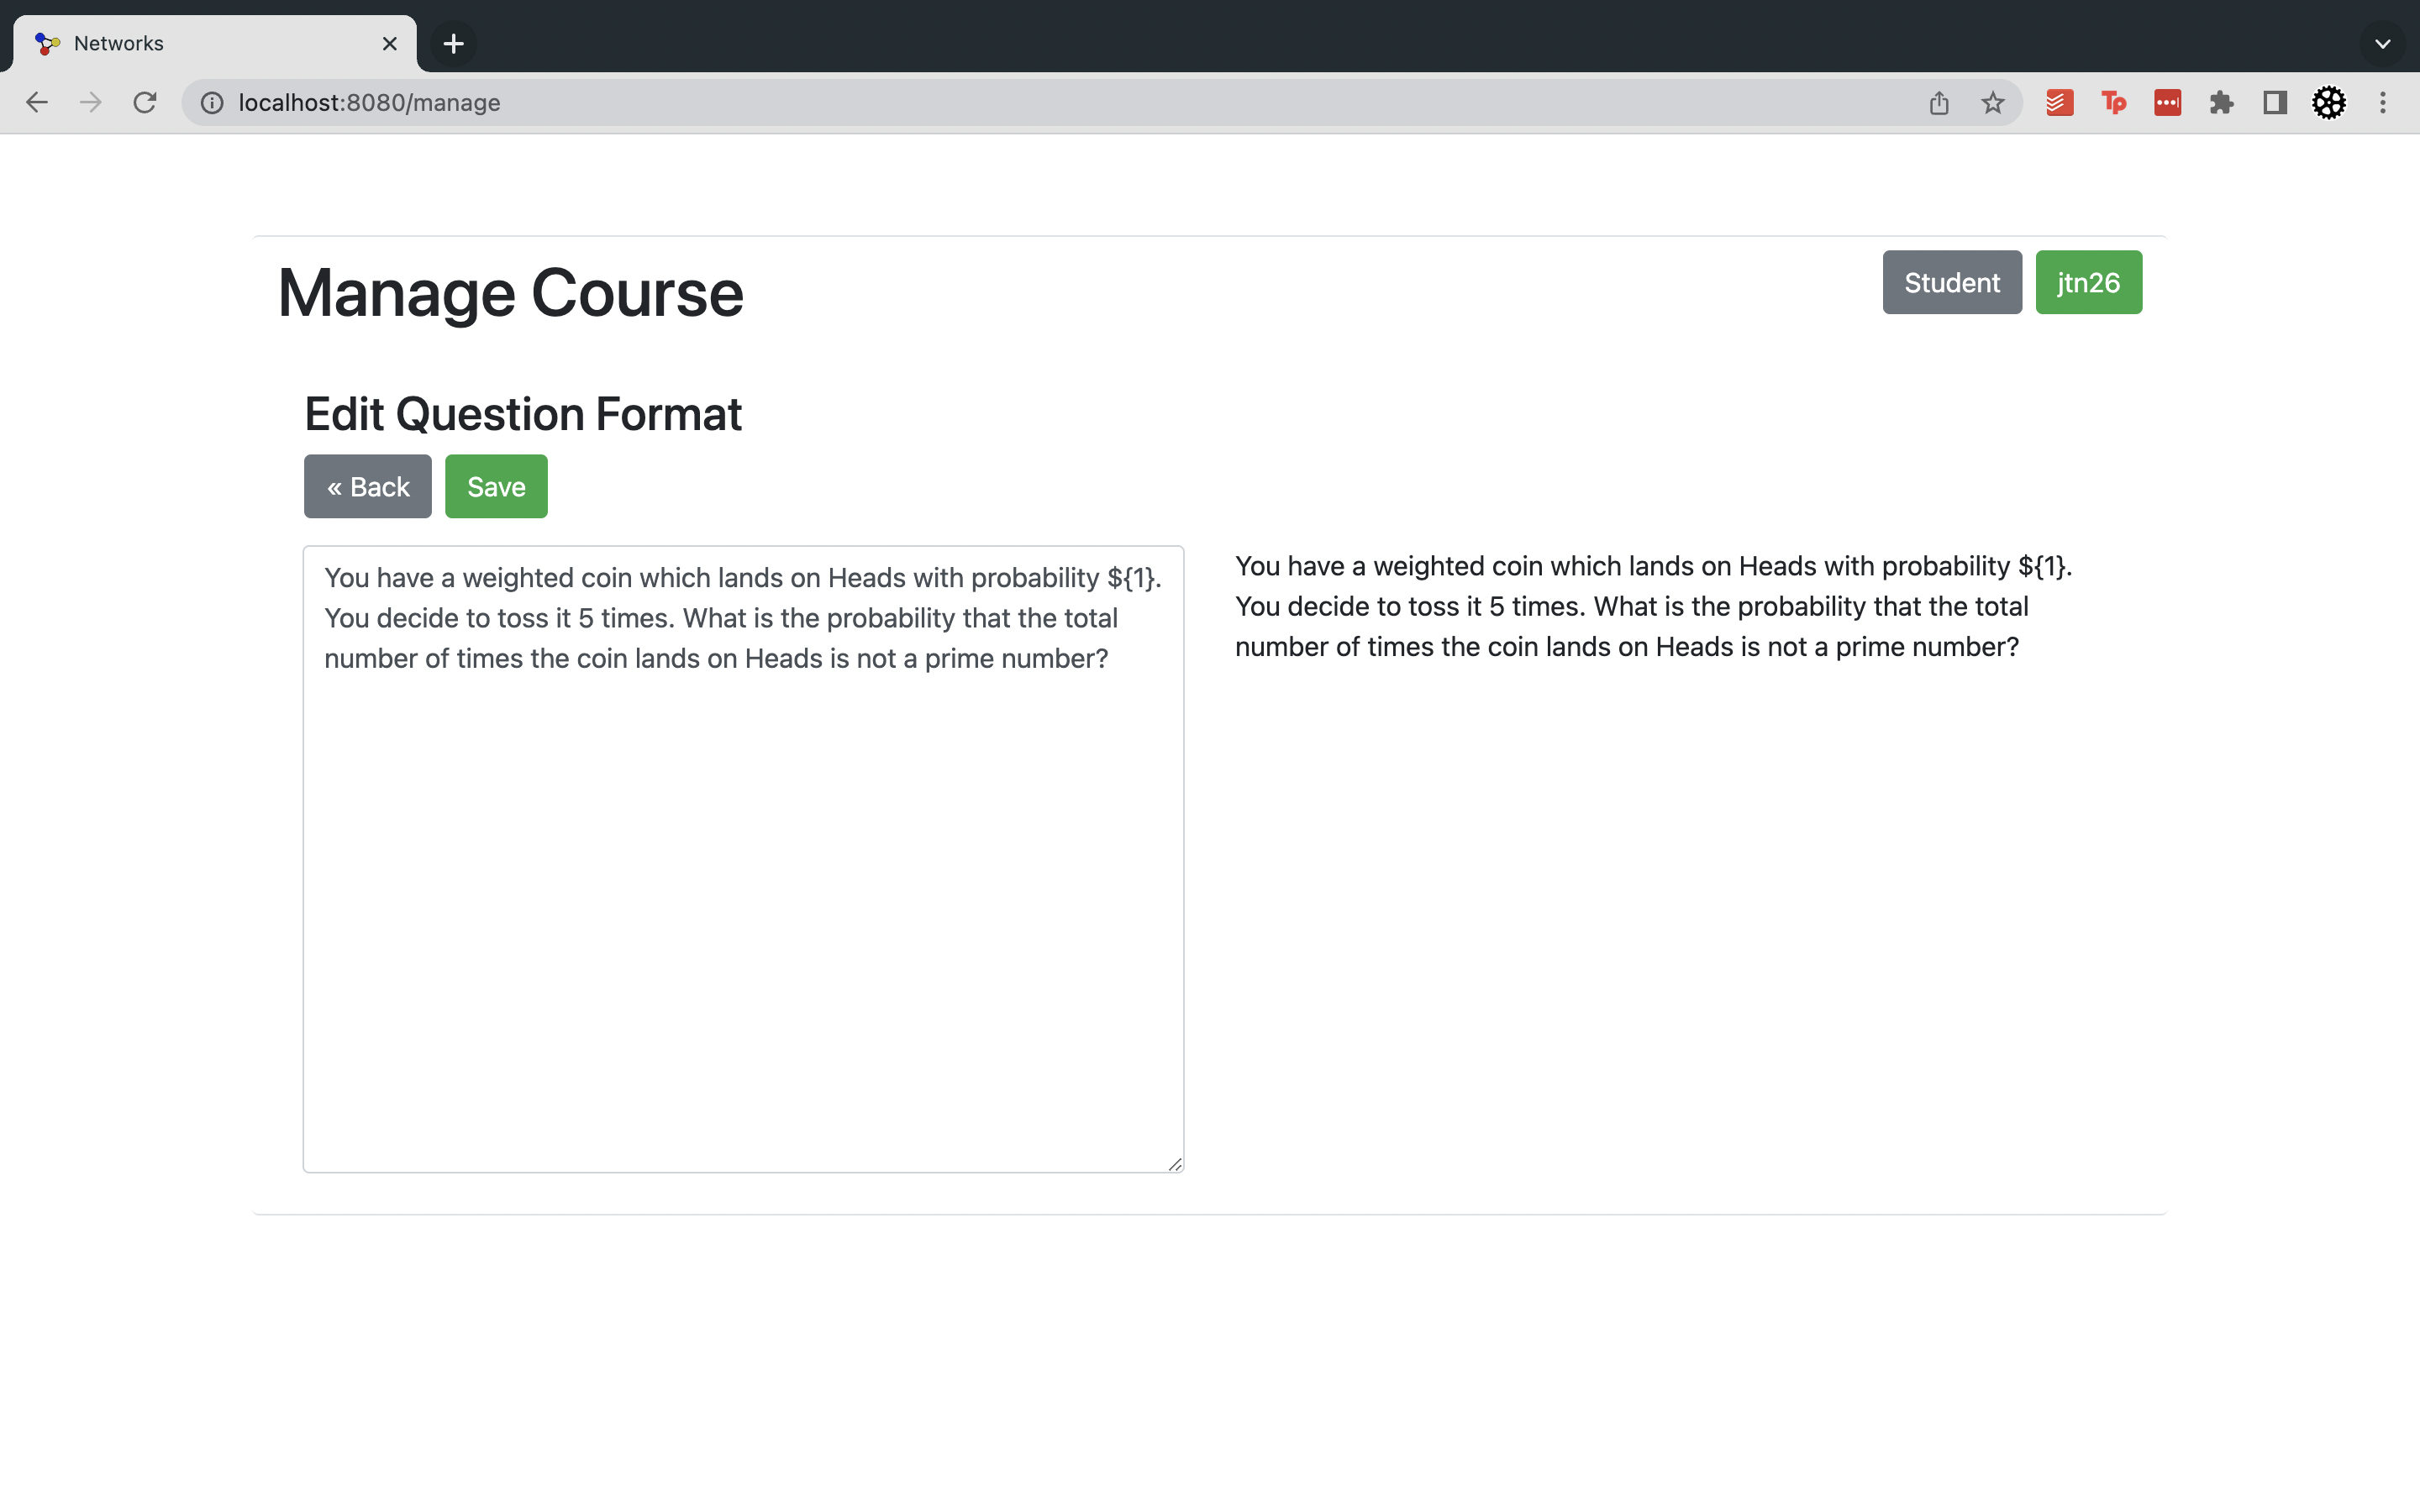 Networks
localhost:8080/manage
Tp
Manage Course
Student
jtn26
Edit Question Format
« Back
Save
You have a weighted coin which lands on Heads with probability ${1}.
You decide to toss it 5 times. What is the probability that the total
number of times the coin lands on Heads is not a prime number?
You have a weighted coin which lands on Heads with probability ${1}.
You decide to toss it 5 times. What is the probability that the total
number of times the coin lands on Heads is not a prime number?